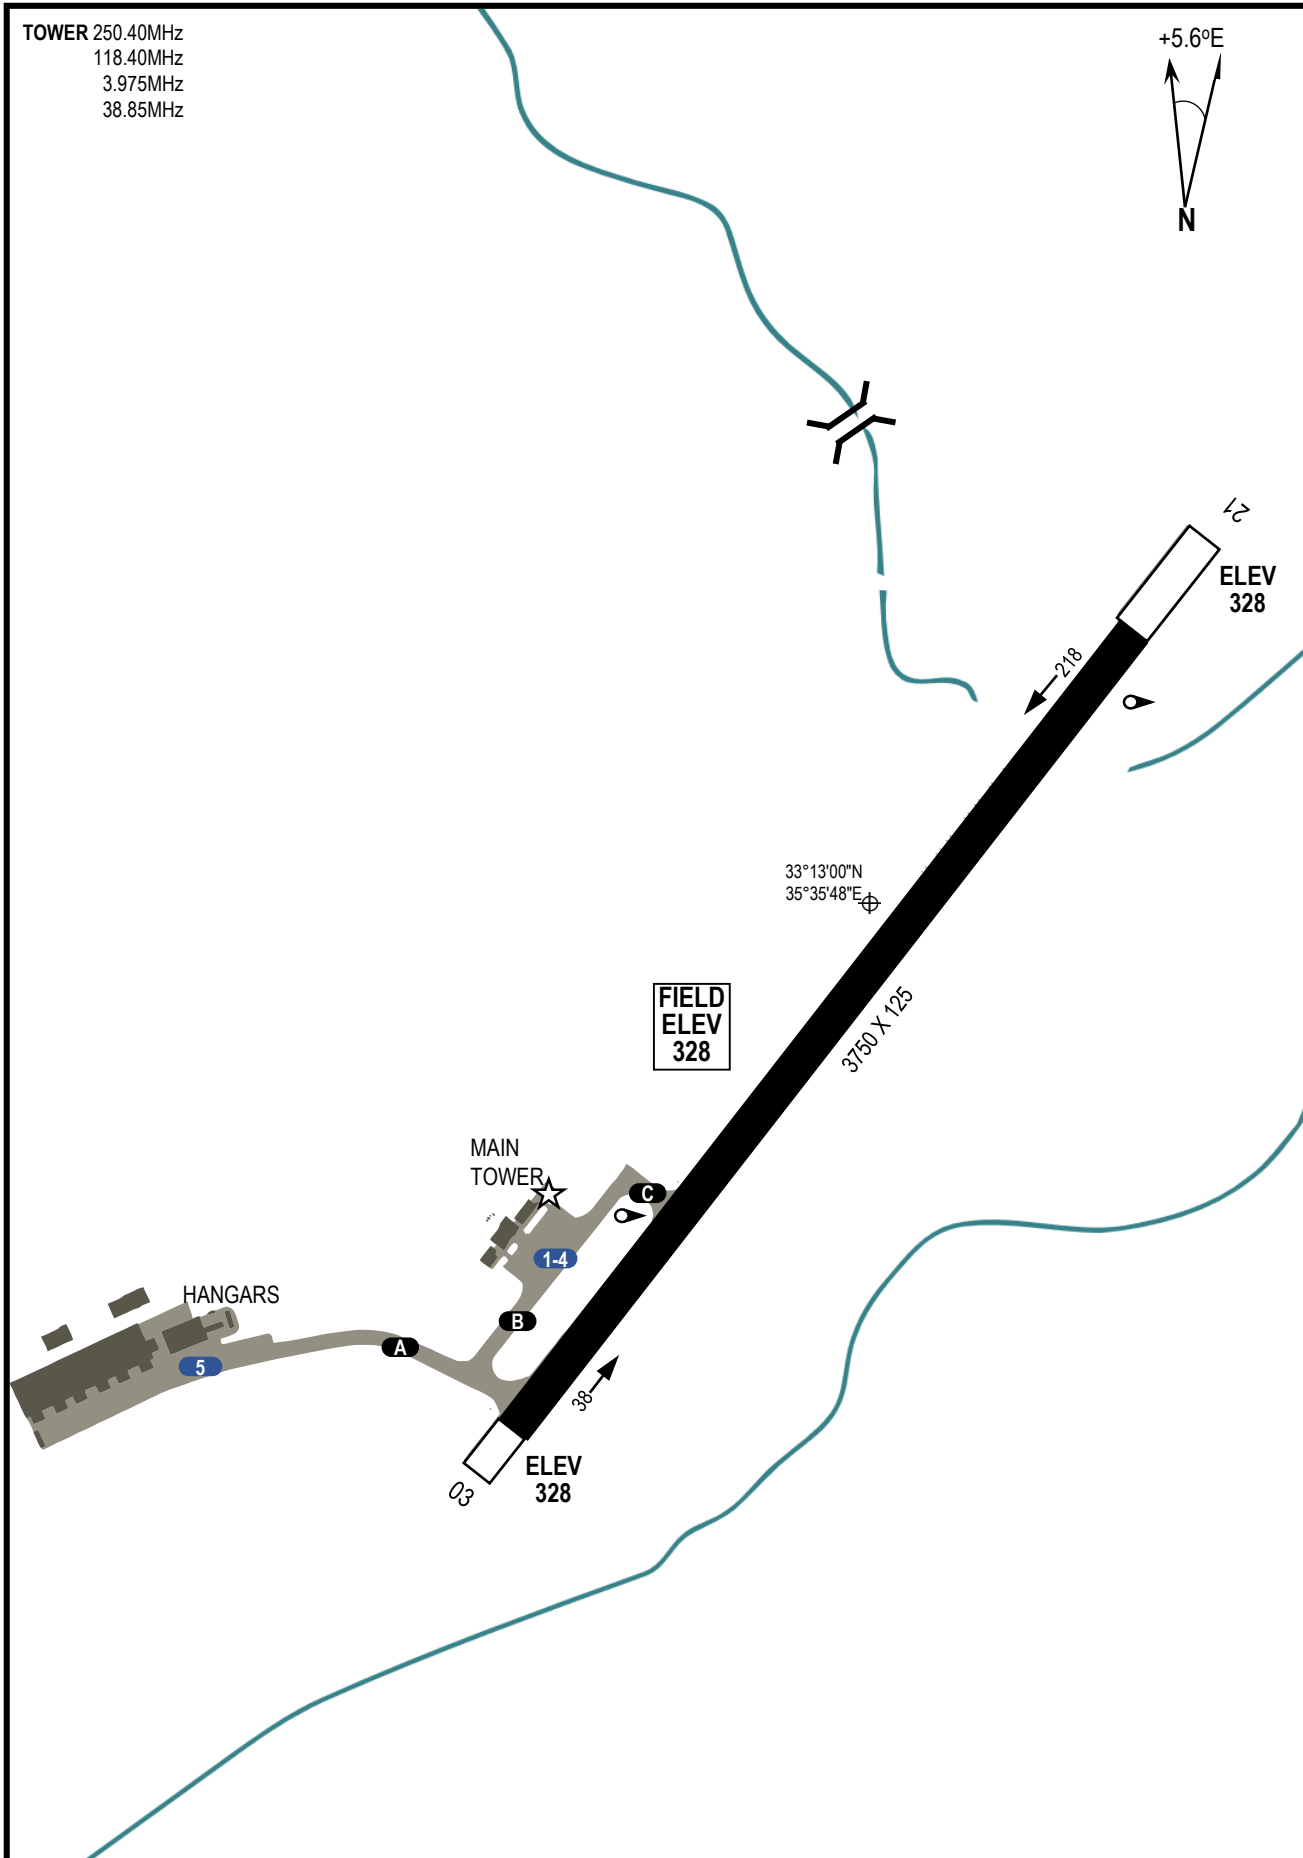 TOWER 250.40MHz
118.40MHz
3.975MHz
38.85MHz
+5.6ºE
N
21
ELEV
328
218
33°13'00"N
35°35'48"E
FIELD
ELEV
328
3750 X 125
MAIN
TOWER
C
1-4
B
HANGARS
A
5
38
ELEV
328
03